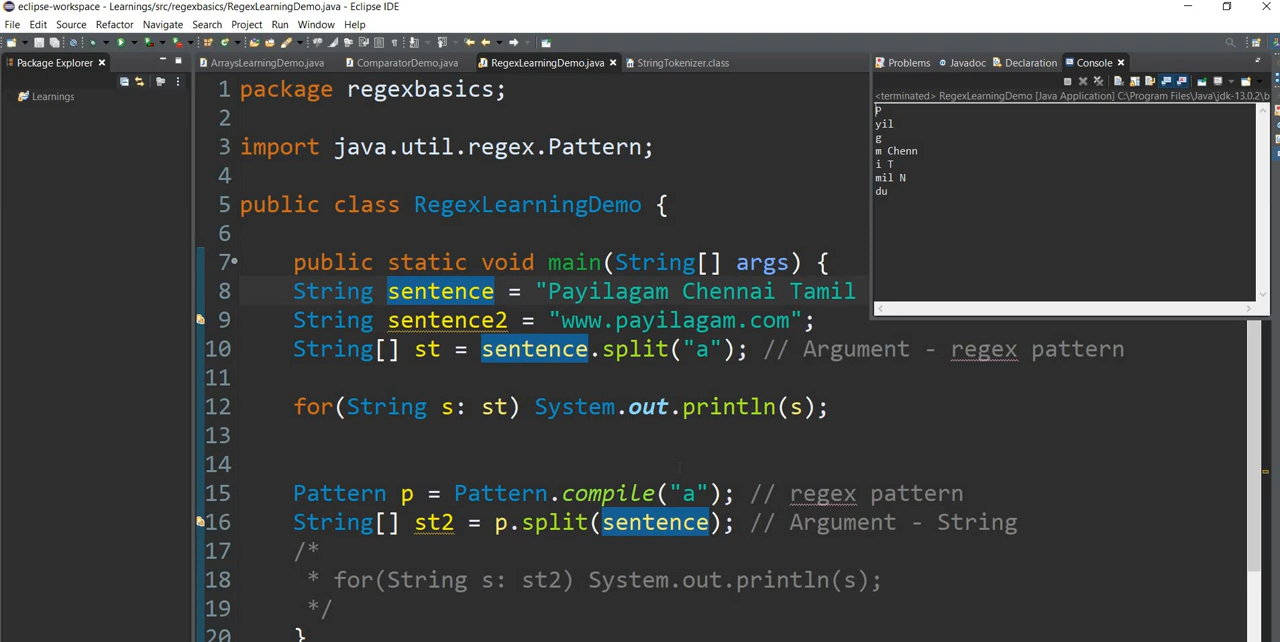 eclipse-workspace - Learnings/src/regexbasics/RegexLearningDemo.java - Eclipse IDE
File Edit Source Refactor Navigate Search Project Run Window Help
Package Explorer
Learnings
ArraysLearningDemo.java ComparatorDemo.java RegexLearningDemo.java StringTokenizer.class
1 package regexbasics;
2
3 import java.util.regex.Pattern;
4
5 public class RegexLearningDemo {
6
7 public static void main(String[] args) {
8 String sentence = "Payilagam Chennai Tamil
9 String sentence2 = "www.payilagam.com";
10 String[] st = sentence.split("a"); // Argument - regex pattern
11
12 for(String s: st) System.out.println(s);
13
14
15 Pattern p = Pattern.compile("a"); // regex pattern
16 String[] st2 = p.split(sentence); // Argument - String
17 /*
18 * for(String s: st2) System.out.println(s);
19 */
20 }
Problems Javadoc Declaration Console
<terminated> RegexLearningDemo [Java Application] C:\Program Files\Java\jdk-13.0.2\b
P
yil
g
m Chenn
i T
mil N
du